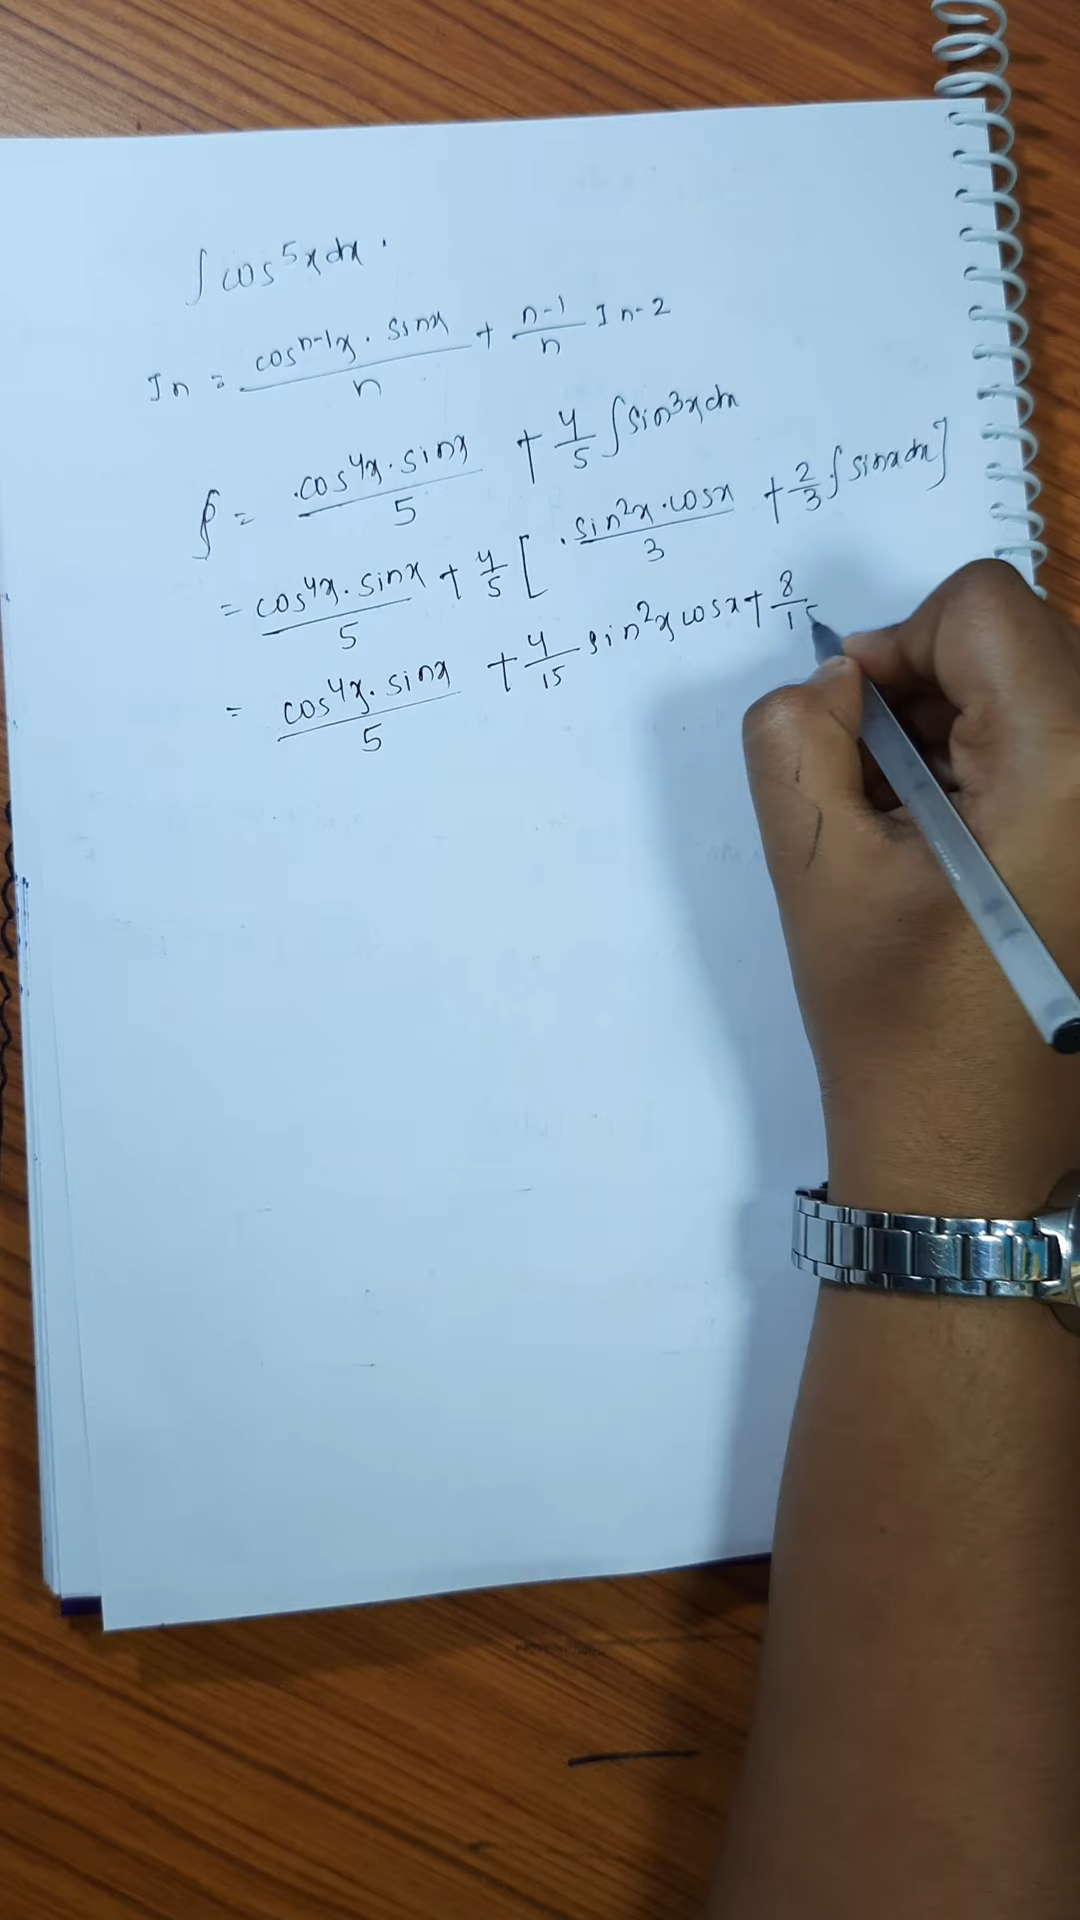 ∫ cos⁵x dx .
In = cosⁿ⁻¹x · sinx / n + n-1 / n In-2
= cos⁴x · sinx / 5 + 4/5 ∫ sin³x dx
= cos⁴x · sinx / 5 + 4/5 [ sin²x · cosx / 3 + 2/3 ∫ sinx dx ]
= cos⁴x · sinx / 5 + 4/15 sin²x cosx + 8/15